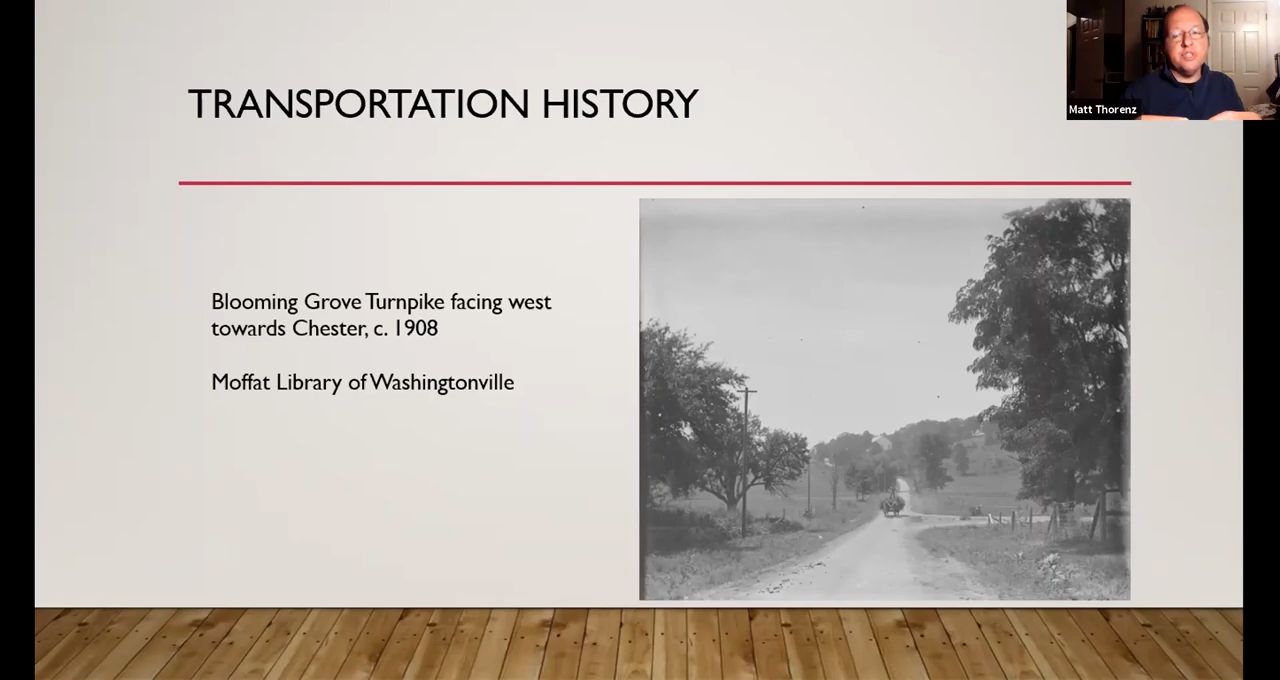 TRANSPORTATION HISTORY
Matt Thorenz
Blooming Grove Turnpike facing west
towards Chester, c. 1908
Moffat Library of Washingtonville